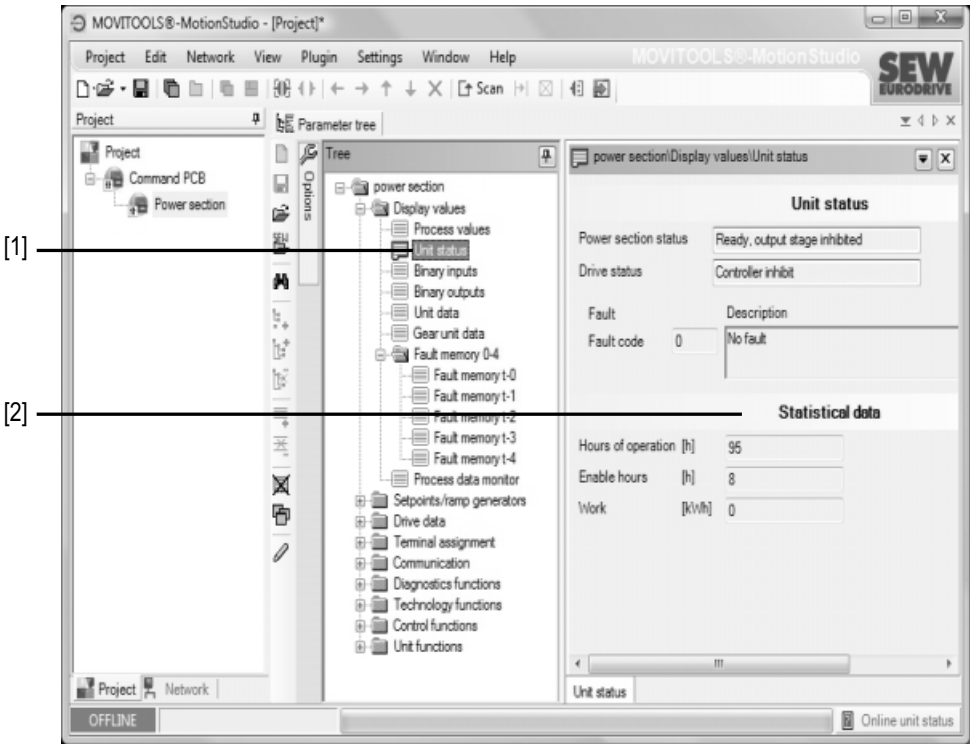 MOVITOOLS®-MotionStudio - [Project]*
Project Edit Network View Plugin Settings Window Help
MOVITOOLS®-MotionStudio
SEW
EURODRIVE
Scan
Project
Parameter tree
Project
Command PCB
Power section
Options
Tree
power section
Display values
Process values
[1]
Unit status
Binary inputs
Binary outputs
Unit data
Gear unit data
Fault memory 0-4
Fault memory t-0
Fault memory t-1
[2]
Fault memory t-2
Fault memory t-3
Fault memory t-4
Process data monitor
Setpoints/ramp generators
Drive data
Terminal assignment
Communication
Diagnostics functions
Technology functions
Control functions
Unit functions
power section\Display values\Unit status
Unit status
Power section status Ready, output stage inhibited
Drive status Controller inhibit
Fault Description
Fault code 0 No fault
Statistical data
Hours of operation [h] 95
Enable hours [h] 8
Work [kWh] 0
Project Network
Unit status
OFFLINE
Online unit status